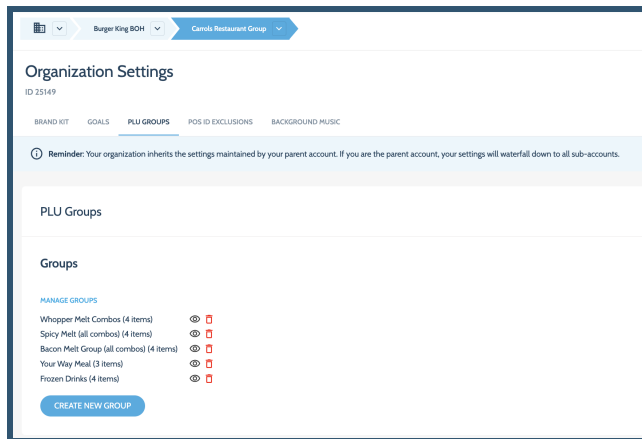 Burger King BOH
Carrols Restaurant Group
Organization Settings
ID 25149
BRAND KIT GOALS PLU GROUPS POS ID EXCLUSIONS BACKGROUND MUSIC
Reminder: Your organization inherits the settings maintained by your parent account. If you are the parent account, your settings will waterfall down to all sub-accounts.
PLU Groups
Groups
MANAGE GROUPS
Whopper Melt Combos (4 items)
Spicy Melt (all combos) (4 items)
Bacon Melt Group (all combos) (4 items)
Your Way Meal (3 items)
Frozen Drinks (4 items)
CREATE NEW GROUP